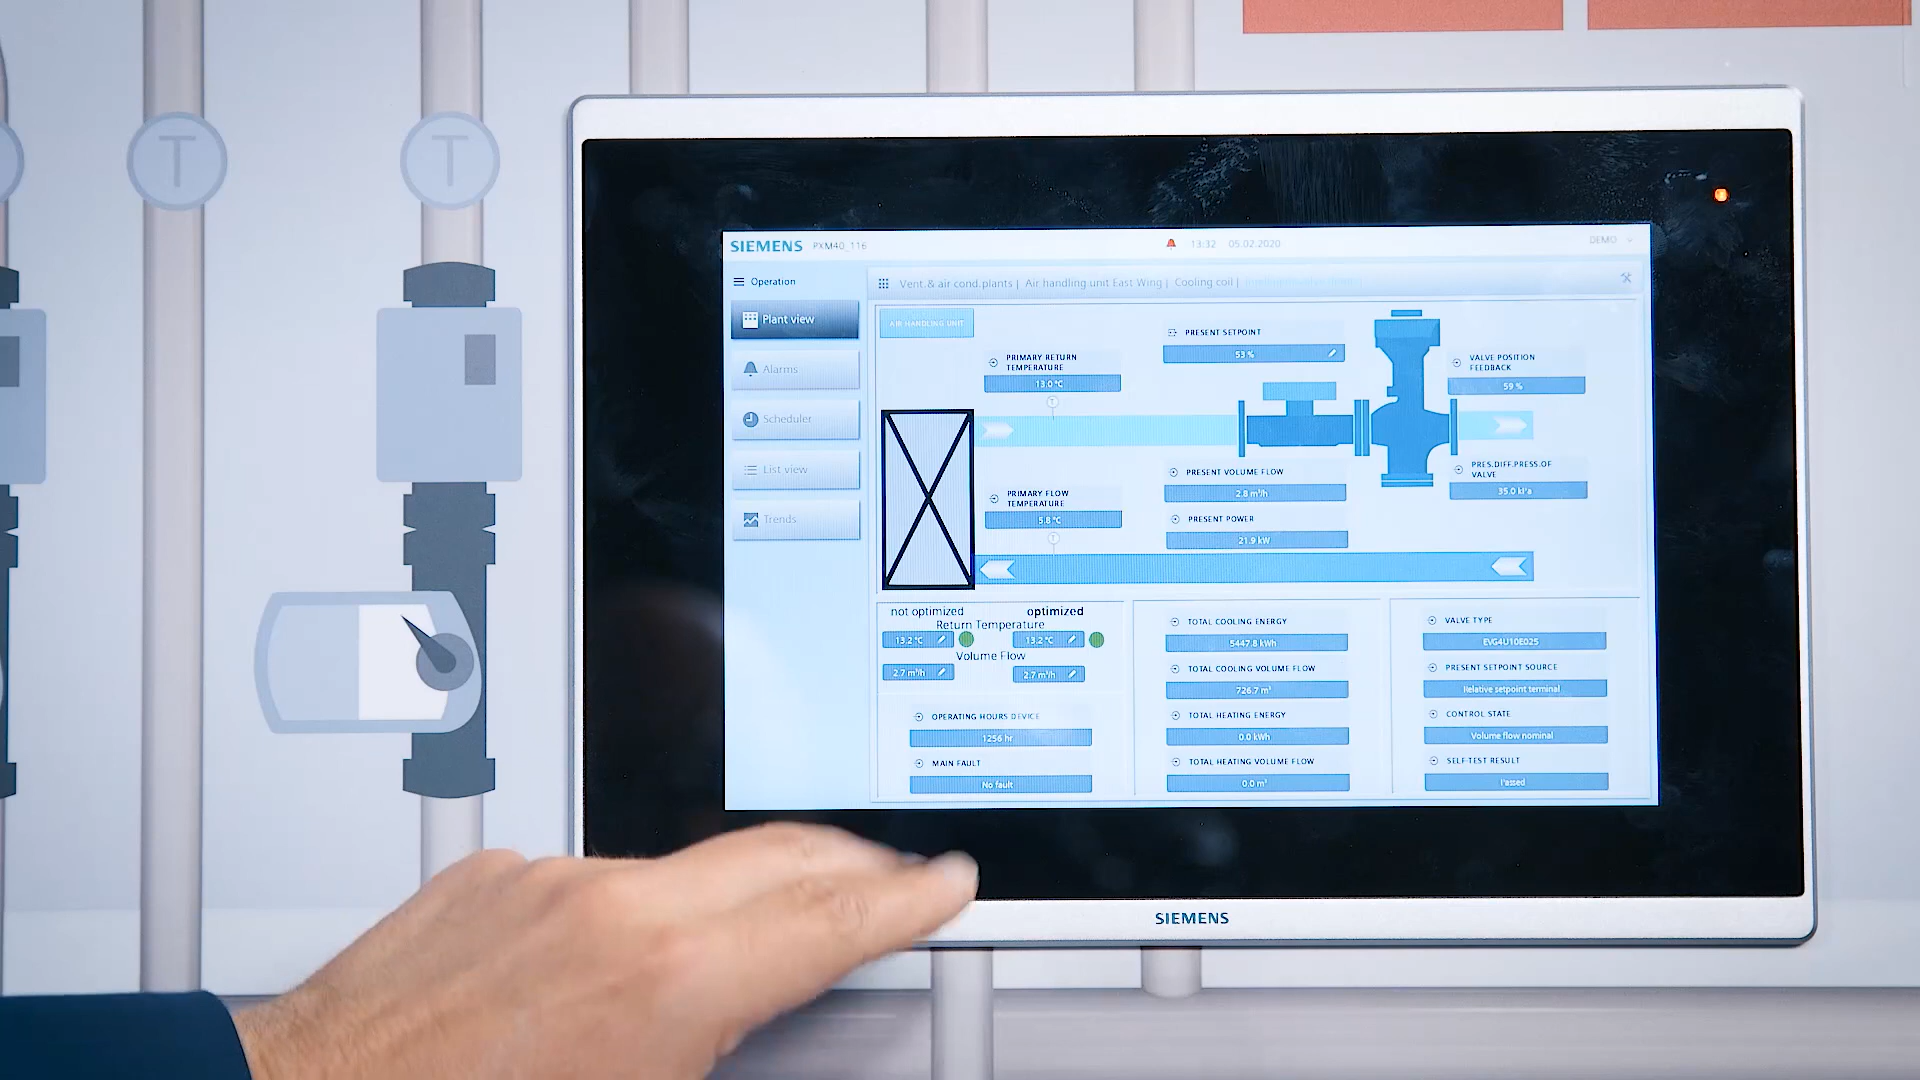 T
T
SIEMENS PXM40_116
13:32 05.02.2020
DEMO
Operation
Vent.& air cond.plants | Air handling unit East Wing | Cooling coil |
Plant view
Alarms
Scheduler
List view
Trends
AIR HANDLING UNIT
PRIMARY RETURN
TEMPERATURE
13.0 °C
T
PRESENT SETPOINT
53 %
VALVE POSITION
FEEDBACK
59 %
PRIMARY FLOW
TEMPERATURE
5.8 °C
T
PRESENT VOLUME FLOW
2.8 m³/h
PRESENT POWER
21.9 kW
PRES.DIFF.PRESS.OF
VALVE
35.0 kPa
not optimized optimized
Return Temperature
13.2 °C 13.2 °C
Volume Flow
2.7 m³/h 2.7 m³/h
OPERATING HOURS DEVICE
1256 hr
MAIN FAULT
No fault
TOTAL COOLING ENERGY
5447.8 kWh
TOTAL COOLING VOLUME FLOW
726.7 m³
TOTAL HEATING ENERGY
0.0 kWh
TOTAL HEATING VOLUME FLOW
0.0 m³
VALVE TYPE
EVG4U10E025
PRESENT SETPOINT SOURCE
Relative setpoint terminal
CONTROL STATE
Volume flow nominal
SELF-TEST RESULT
Passed
SIEMENS